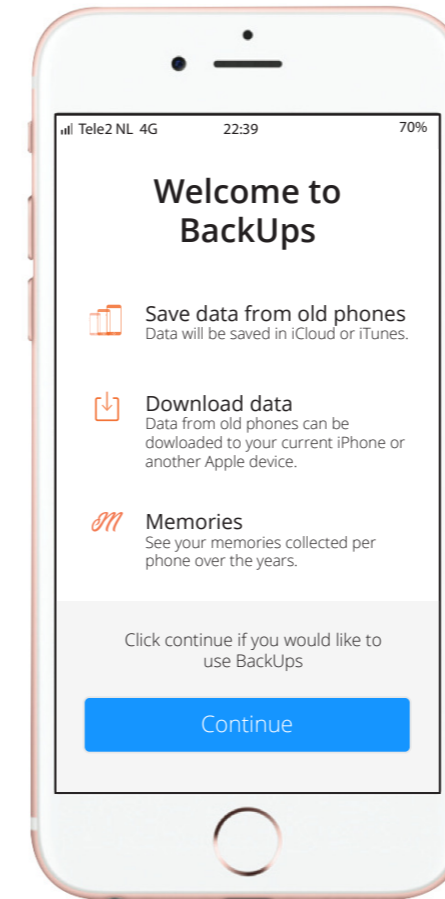 Tele2 NL 4G 22:39 70%
Welcome to
BackUps
Save data from old phones
Data will be saved in iCloud or iTunes.
Download data
Data from old phones can be
dowloaded to your current iPhone or
another Apple device.
M Memories
See your memories collected per
phone over the years.
Click continue if you would like to
use BackUps
Continue